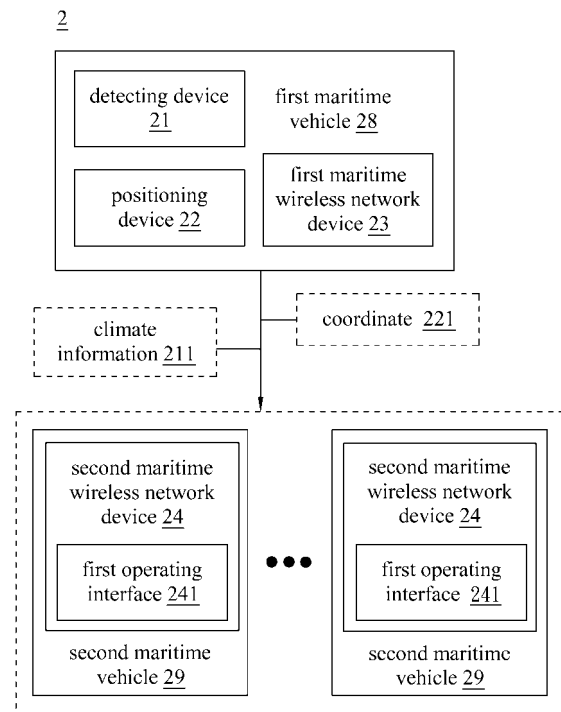 2
detecting device
21
first maritime
vehicle 28
positioning
device 22
first maritime
wireless network
device 23
climate
information 211
coordinate 221
second maritime
wireless network
device 24
first operating
interface 241
second maritime
vehicle 29
second maritime
wireless network
device 24
first operating
interface 241
second maritime
vehicle 29